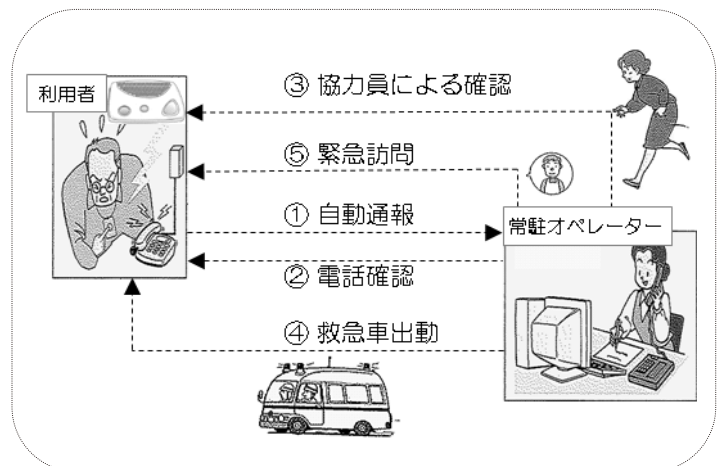 ③ 協力員による確認
利用者
⑤ 緊急訪問
① 自動通報
常駐オペレーター
② 電話確認
④ 救急車出動